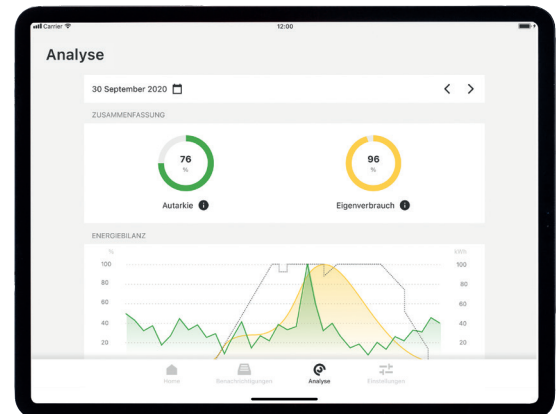 Carrier
12:00
Analyse
30 September 2020
ZUSAMMENFASSUNG
76
%
96
%
Autarkie
Eigenverbrauch
ENERGIEBILANZ
% kWh
100 100
80 80
60 60
40 40
20 20
Home Benachrichtigungen Analyse Einstellungen